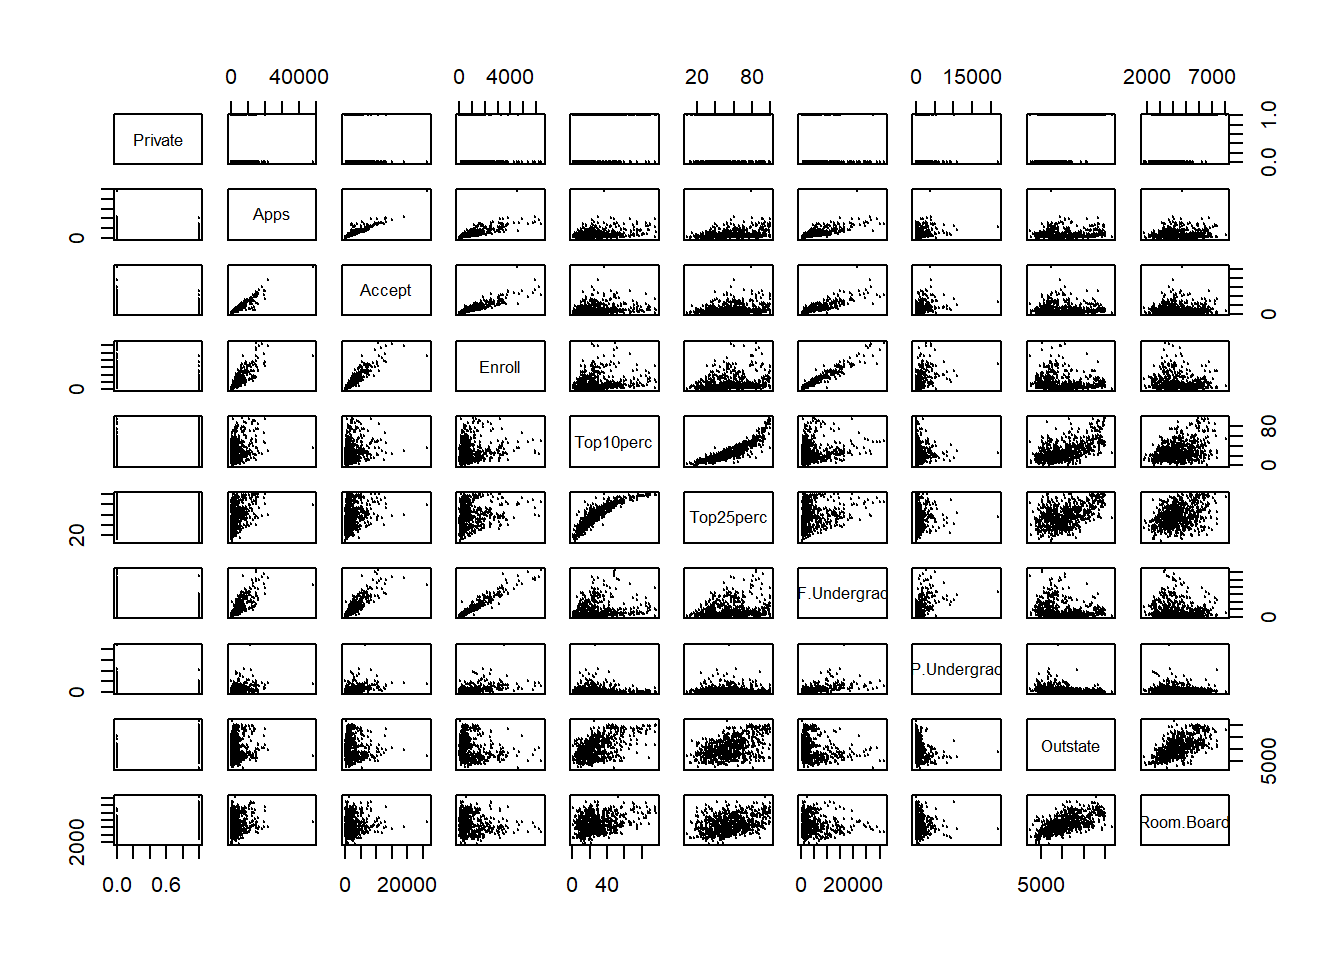 0 40000 0 4000 20 80 0 15000 2000 7000
Private 0.0 1.0
0 Apps
Accept 0
0 Enroll
Top10perc 0 80
20 Top25perc
F.Undergrad 0
0 P.Undergrad
Outstate 5000
2000 Room.Board
0.0 0.6 0 20000 0 40 0 20000 5000